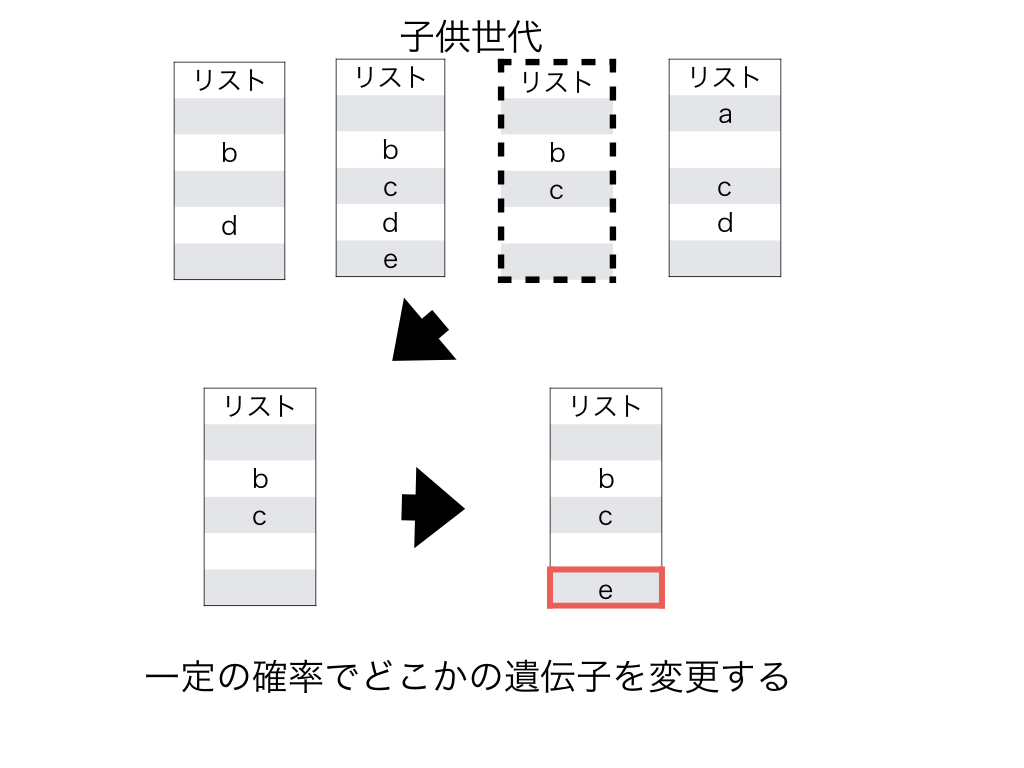 子供世代
リスト リスト リスト リスト
a
b b b
c c c
d d d
e
リスト リスト
b b
c c
e
一定の確率でどこかの遺伝子を変更する